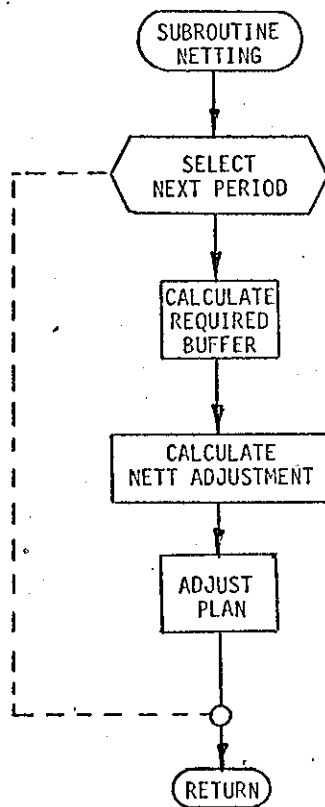 SUBROUTINE
NETTING
SELECT
NEXT PERIOD
CALCULATE
REQUIRED
BUFFER
CALCULATE
NETT ADJUSTMENT
ADJUST
PLAN
RETURN